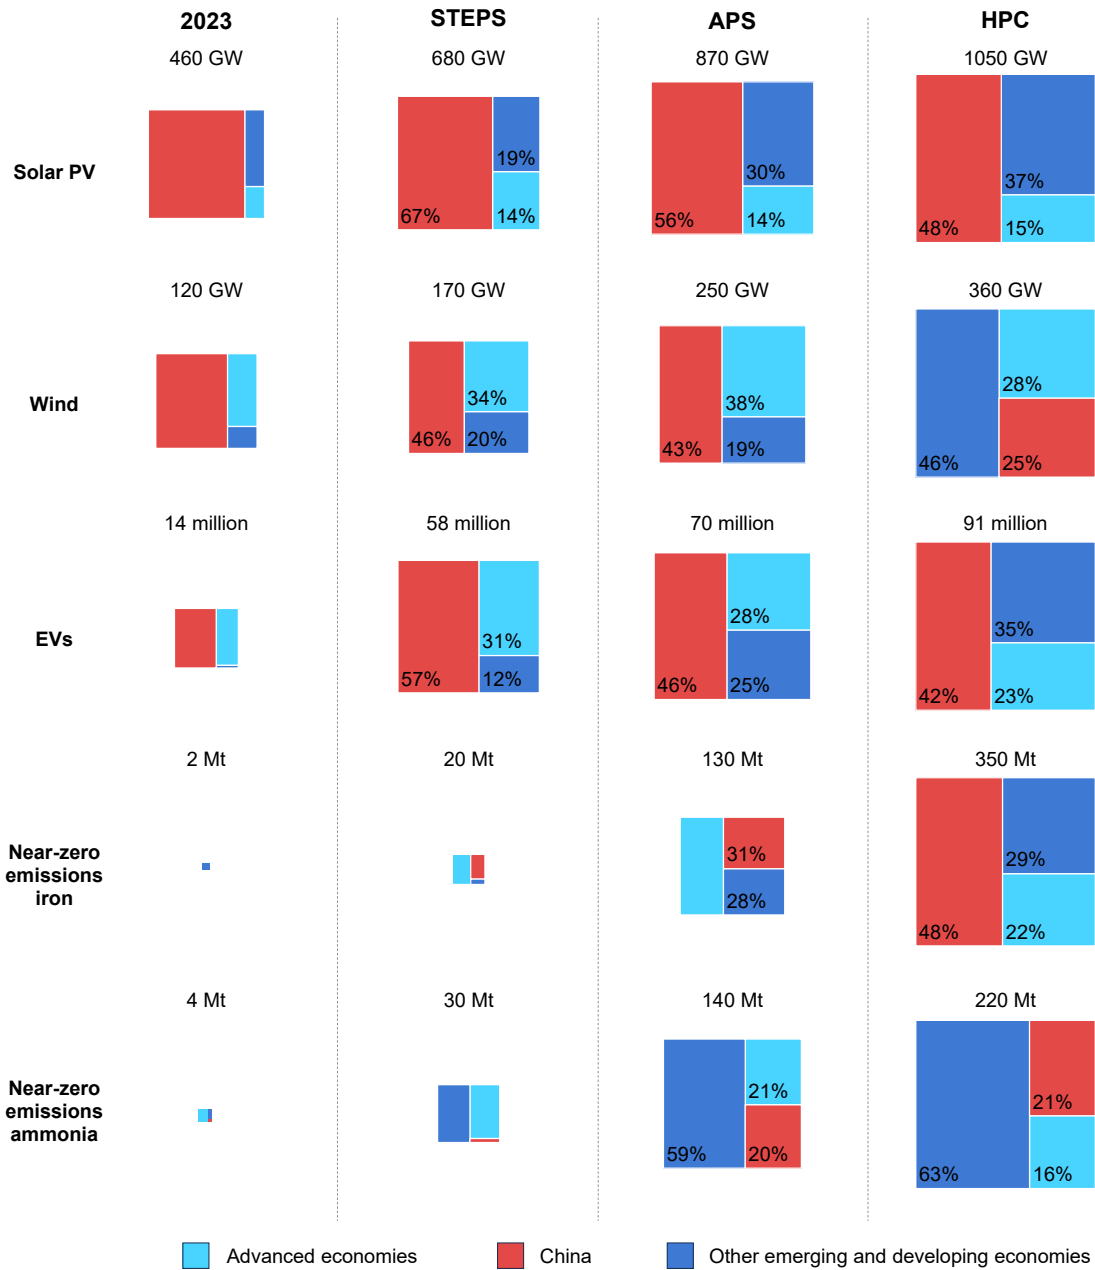 2023 STEPS APS HPC
460 GW 680 GW 870 GW 1050 GW
Solar PV
67% 19% 14%
56% 30% 14%
48% 37% 15%
120 GW 170 GW 250 GW 360 GW
Wind
46% 34% 20%
43% 38% 19%
46% 28% 25%
14 million 58 million 70 million 91 million
EVs
57% 31% 12%
46% 28% 25%
42% 35% 23%
2 Mt 20 Mt 130 Mt 350 Mt
Near-zero
emissions
iron
31% 28%
48% 29% 22%
4 Mt 30 Mt 140 Mt 220 Mt
Near-zero
emissions
ammonia
59% 21% 20%
63% 21% 16%
Advanced economies China Other emerging and developing economies